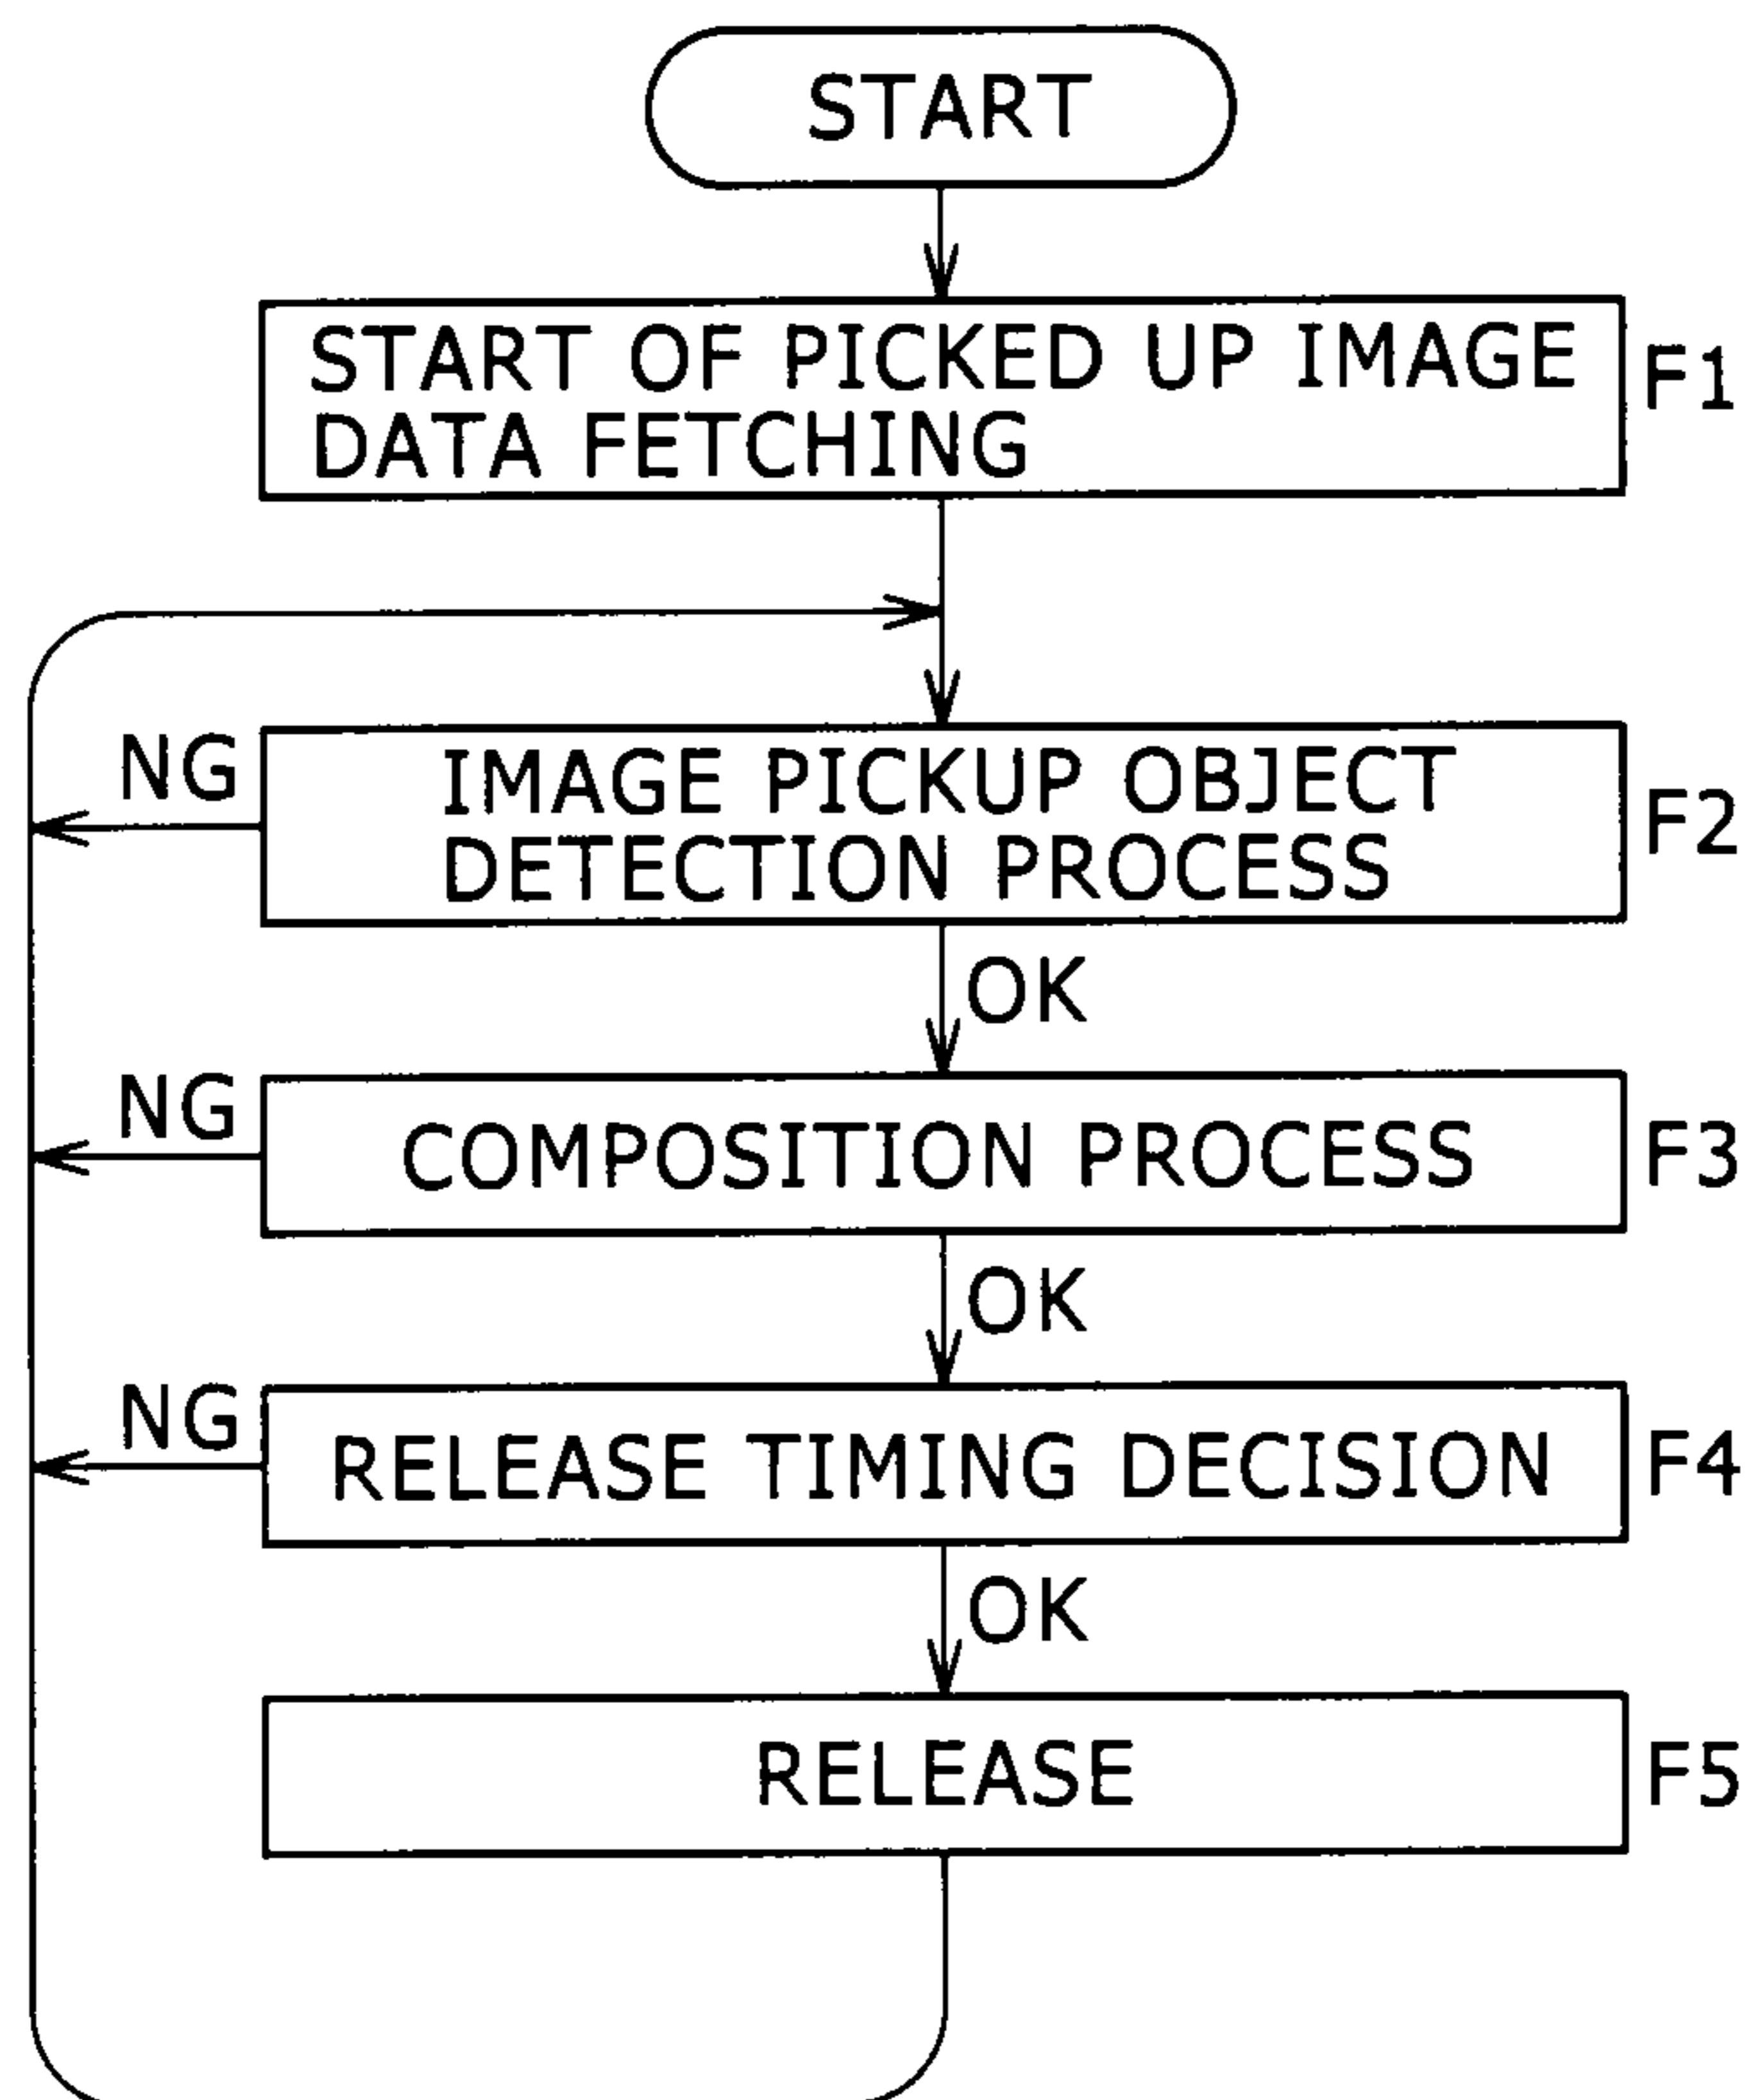 START
START OF PICKED UP IMAGE
DATA FETCHING
F1
NG
IMAGE PICKUP OBJECT
DETECTION PROCESS
F2
OK
NG
COMPOSITION PROCESS
F3
OK
NG
RELEASE TIMING DECISION
F4
OK
RELEASE
F5